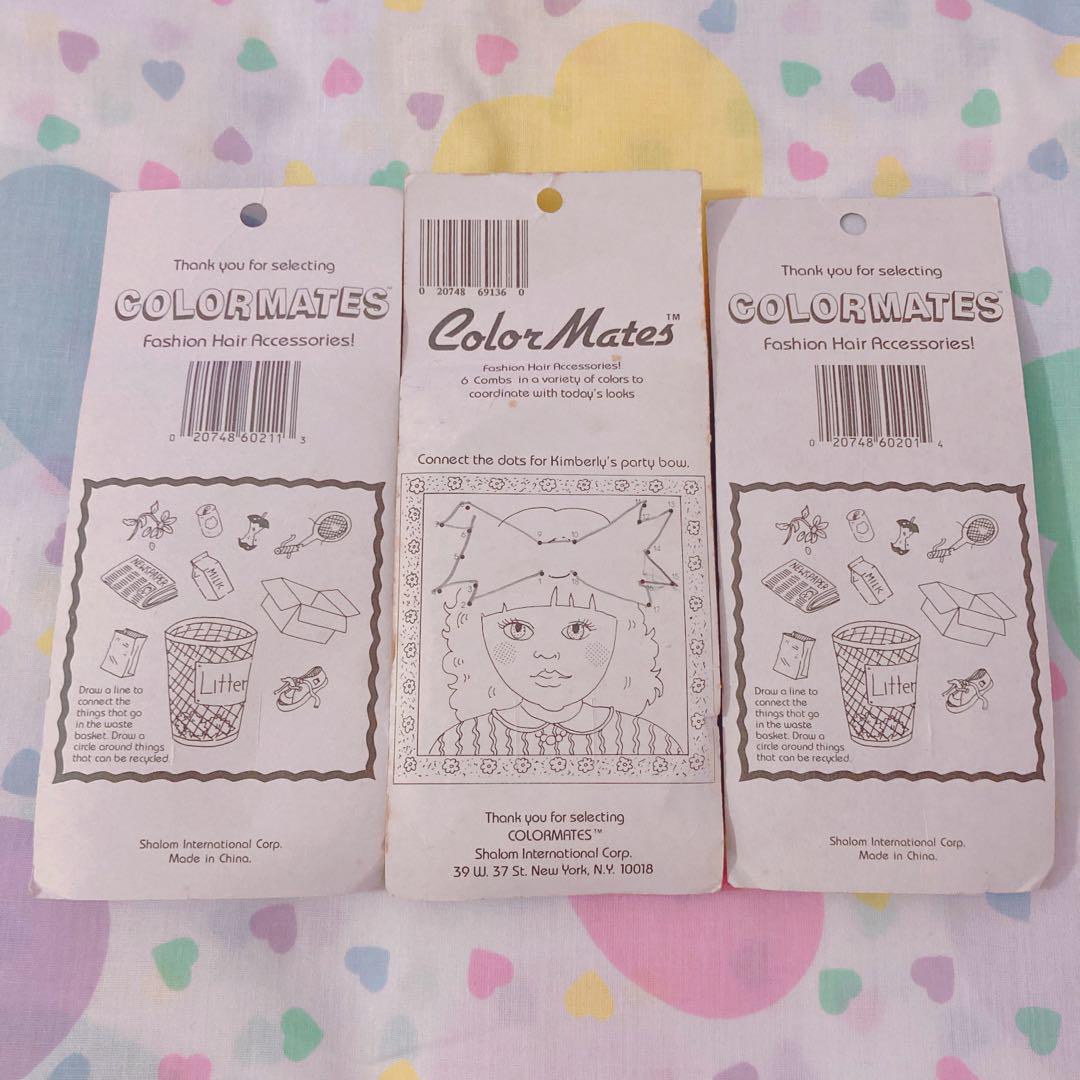 Thank you for selecting
COLORMATES™
Fashion Hair Accessories!
0 20748 60211 3
NEWSPAPER
MILK
Litter
Draw a line to
connect the
things that go
in the waste
basket. Draw a
circle around things
that can be recycled.
Shalom International Corp.
Made in China.
0 20748 69136 0
ColorMates™
Fashion Hair Accessories!
6 Combs in a variety of colors to
coordinate with today's looks
Connect the dots for Kimberly's party bow.
Thank you for selecting
COLORMATES™
Shalom International Corp.
39 W. 37 St. New York, N.Y. 10018
Thank you for selecting
COLORMATES™
Fashion Hair Accessories!
0 20748 60201 4
NEWSPAPER
MILK
Litter
Draw a line to
connect the
things that go
in the waste
basket. Draw a
circle around things
that can be recycled.
Shalom International Corp.
Made in China.